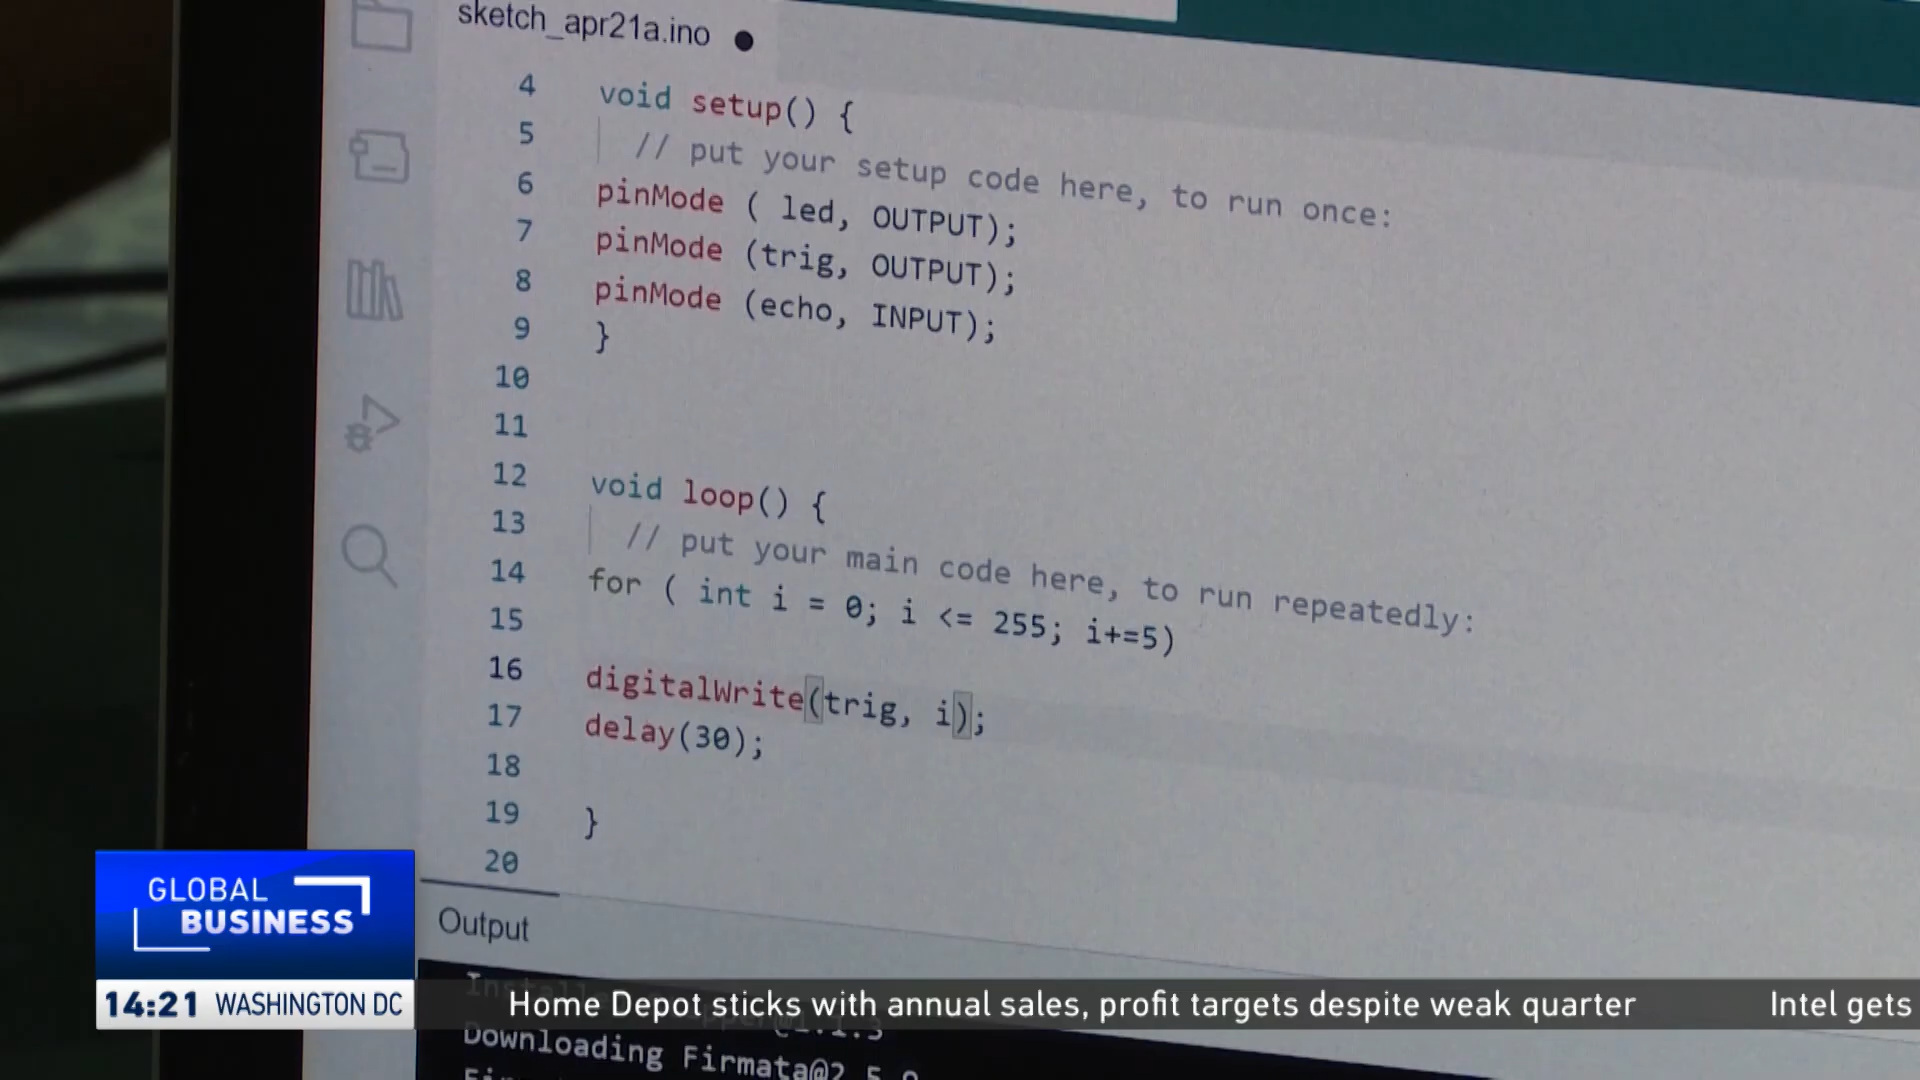 sketch_apr21a.ino
4 void setup() {
5 // put your setup code here, to run once:
6 pinMode ( led, OUTPUT);
7 pinMode (trig, OUTPUT);
8 pinMode (echo, INPUT);
9 }
10
11
12 void loop() {
13 // put your main code here, to run repeatedly:
14 for ( int i = 0; i <= 255; i+=5)
15
16 digitalWrite(trig, i);
17 delay(30);
18
19 }
20
Output
Downloading
GLOBAL
BUSINESS
14:21 WASHINGTON DC
Home Depot sticks with annual sales, profit targets despite weak quarter Intel gets